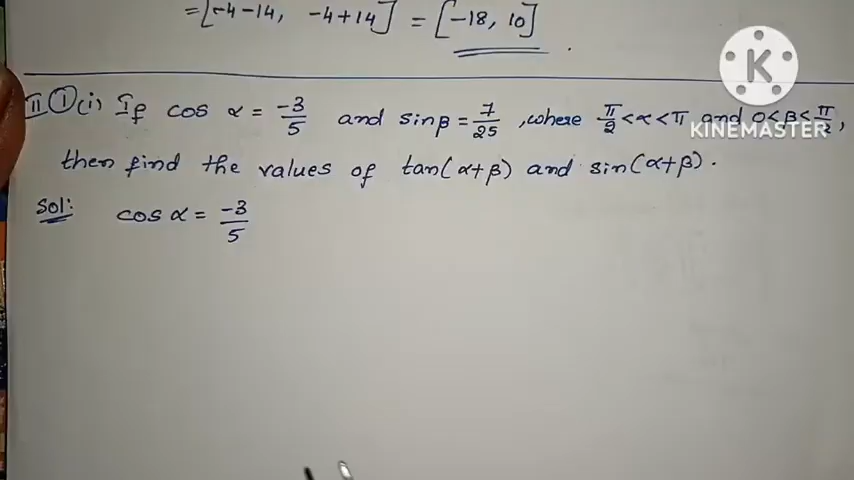 = [-4-14, -4+14] = [-18, 10].
II ① (i) If cos α = -3/5 and sinβ = 7/25, where π/2 < α < π and 0 < β < π/2,
then find the values of tan(α+β) and sin(α+β).
Sol: cos α = -3/5
K
KINEMASTER